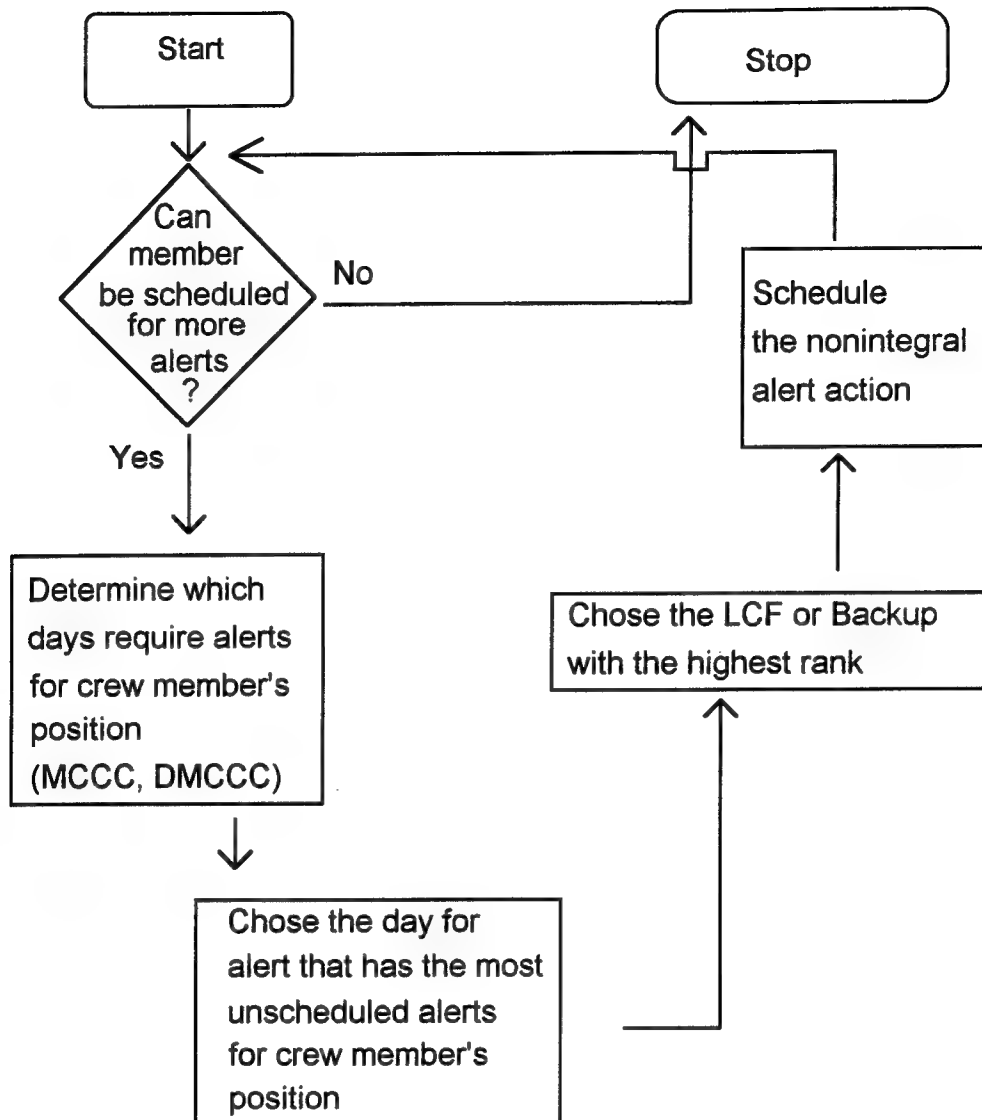 Start
Stop
Can
member
be scheduled
for more
alerts
?
No
Yes
Determine which
days require alerts
for crew member's
position
(MCCC, DMCCC)
Chose the day for
alert that has the most
unscheduled alerts
for crew member's
position
Chose the LCF or Backup
with the highest rank
Schedule
the nonintegral
alert action